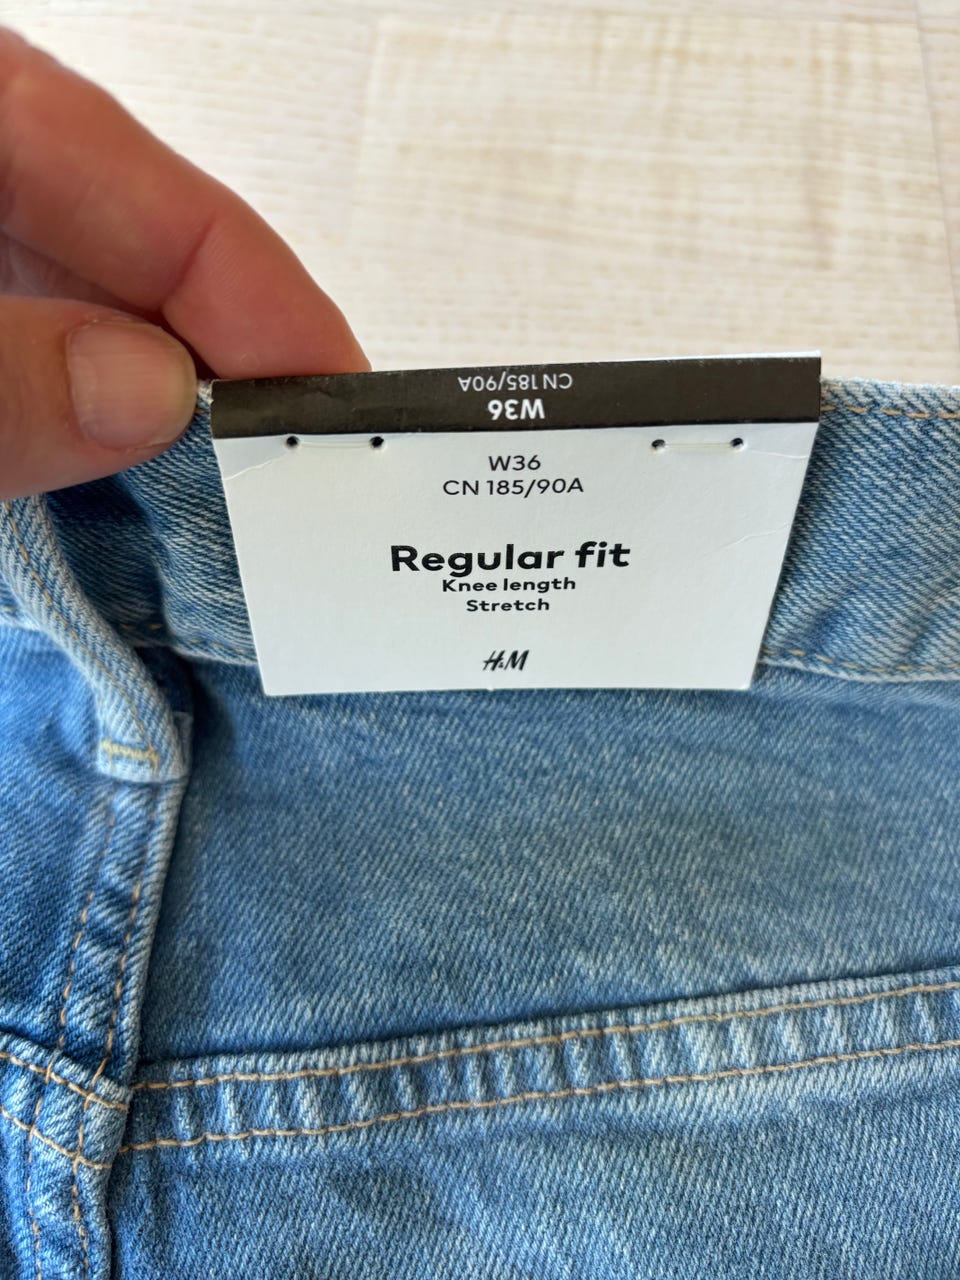 CN 185/90A
W36
W36
CN 185/90A
Regular fit
Knee length
Stretch
H&M